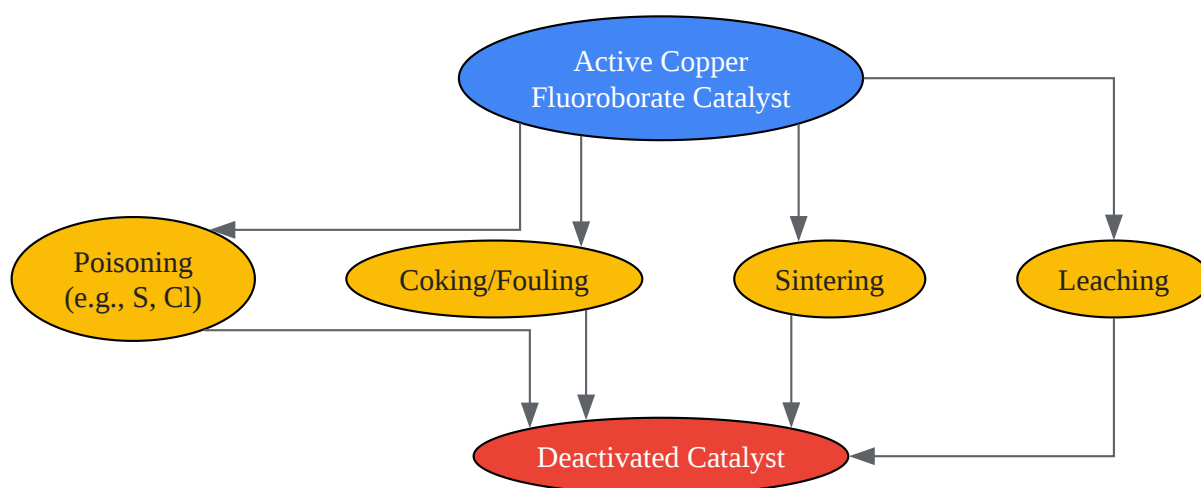 Active Copper
Fluoroborate Catalyst
Poisoning
(e.g., S, Cl)
Coking/Fouling
Sintering
Leaching
Deactivated Catalyst